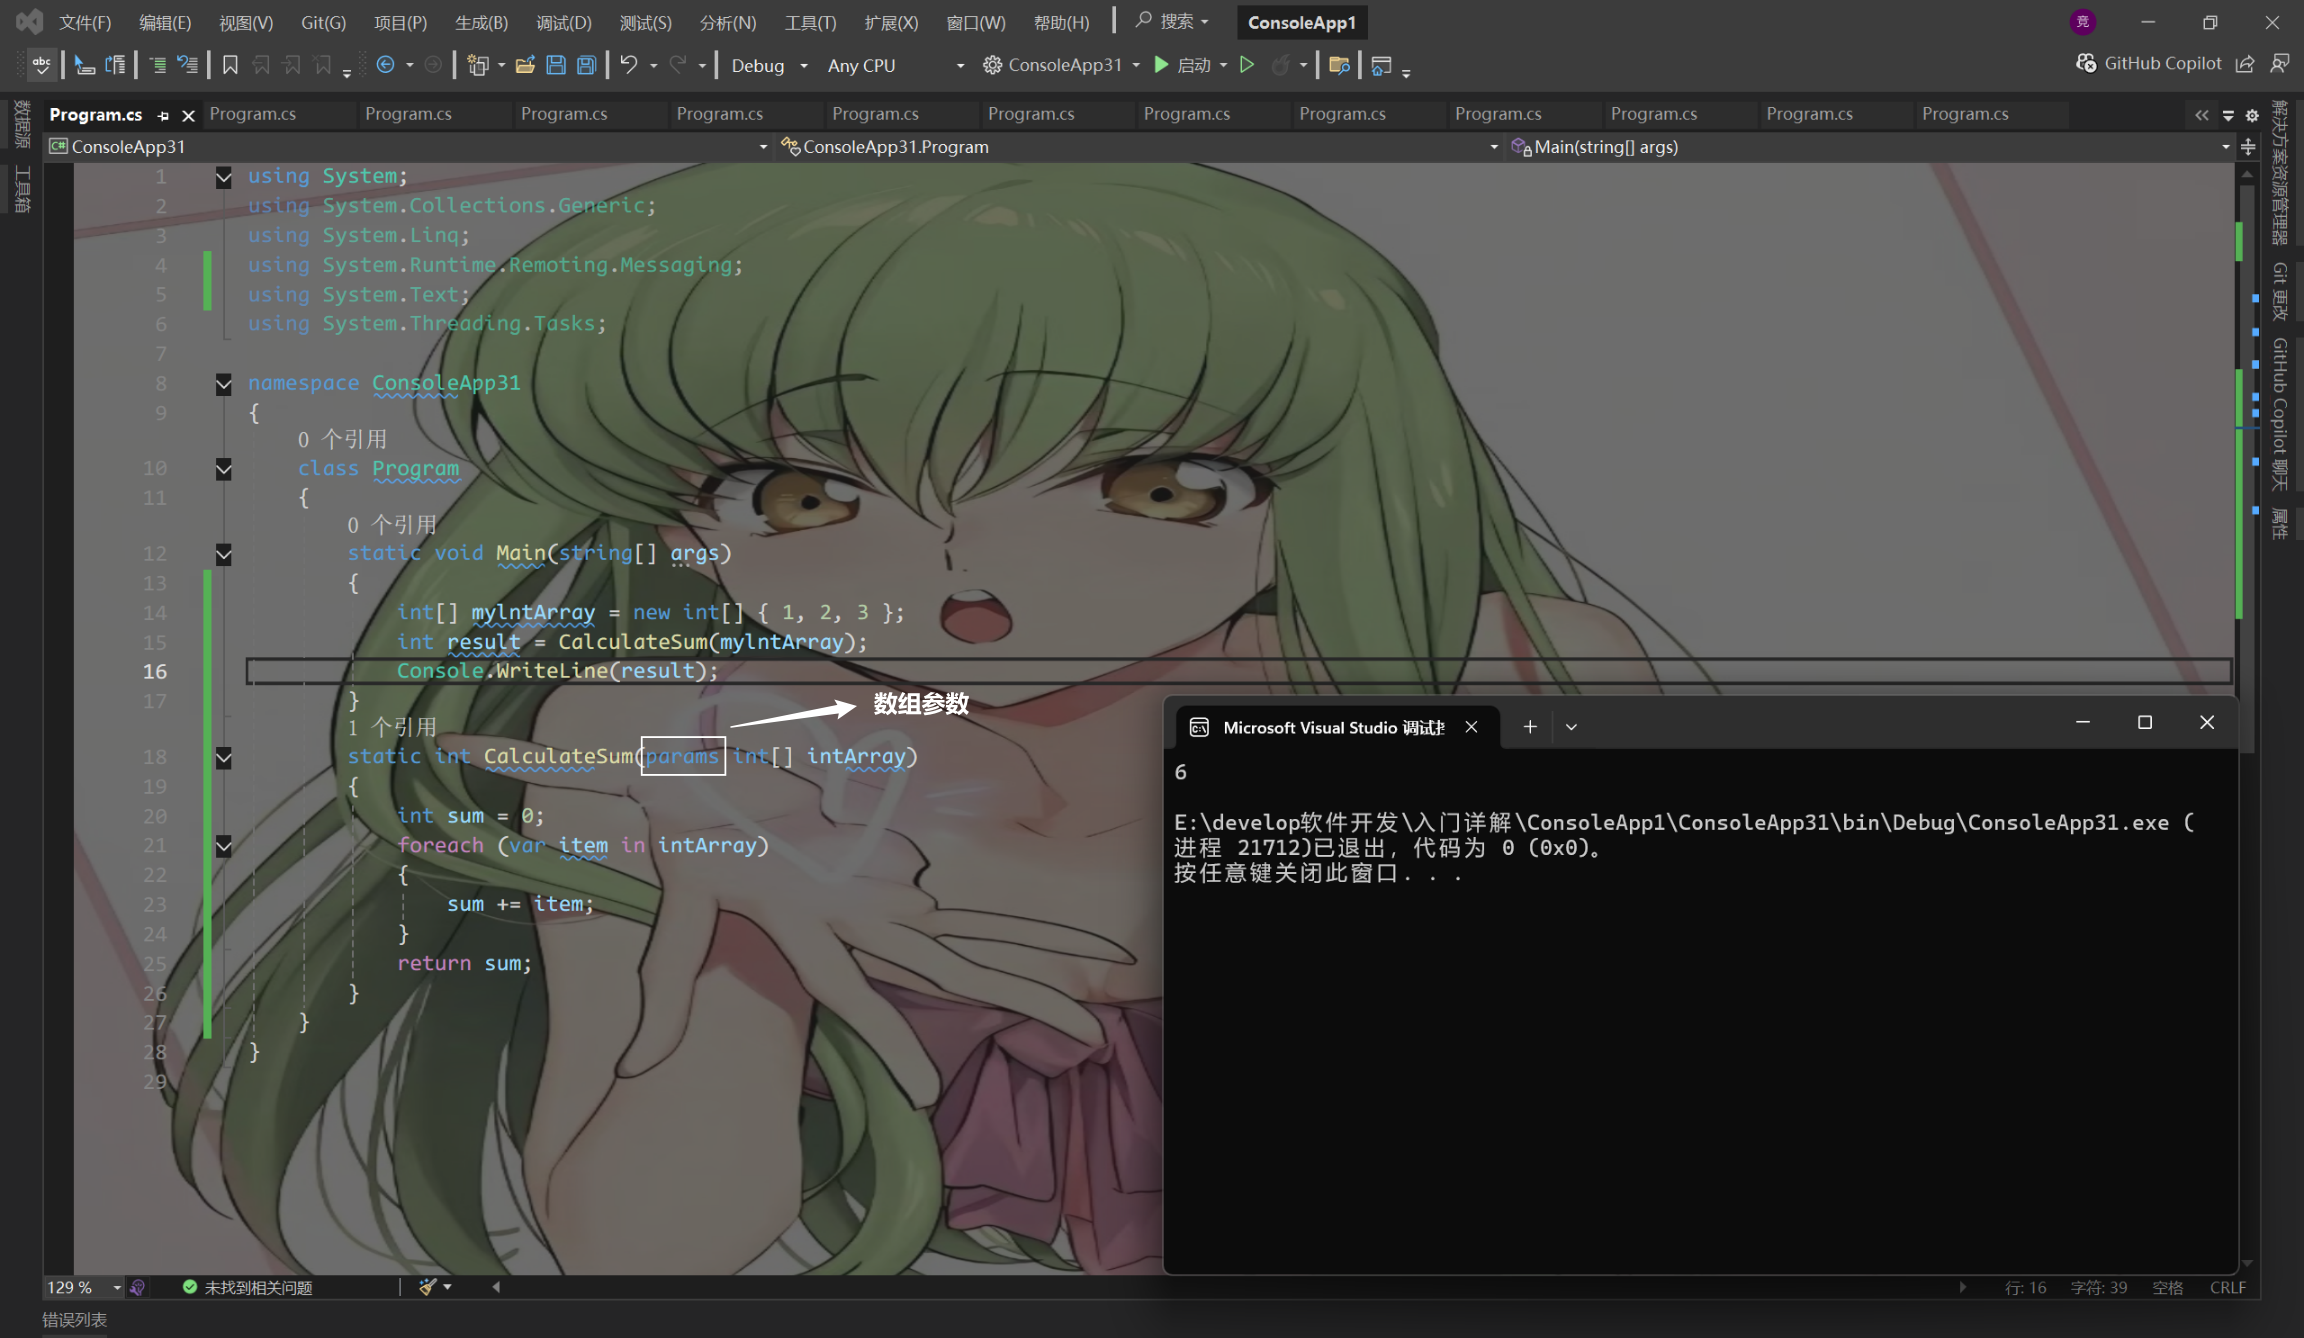 文件(F) 编辑(E) 视图(V) Git(G) 项目(P) 生成(B) 调试(D) 测试(S) 分析(N) 工具(T) 扩展(X) 窗口(W) 帮助(H) 搜索 ConsoleApp1 竞
abc Debug Any CPU ConsoleApp31 启动 GitHub Copilot
Program.cs Program.cs Program.cs Program.cs Program.cs Program.cs Program.cs Program.cs Program.cs Program.cs Program.cs Program.cs Program.cs
C# ConsoleApp31 ConsoleApp31.Program Main(string[] args)
数据源
工具箱
1 using System;
2 using System.Collections.Generic;
3 using System.Linq;
4 using System.Runtime.Remoting.Messaging;
5 using System.Text;
6 using System.Threading.Tasks;
7
8 namespace ConsoleApp31
9 {
0 个引用
10 class Program
11 {
0 个引用
12 static void Main(string[] args)
13 {
14 int[] mylntArray = new int[] { 1, 2, 3 };
15 int result = CalculateSum(mylntArray);
16 Console.WriteLine(result);
17 }
数组参数
1 个引用
18 static int CalculateSum(params int[] intArray)
19 {
20 int sum = 0;
21 foreach (var item in intArray)
22 {
23 sum += item;
24 }
25 return sum;
26 }
27 }
28 }
29
Microsoft Visual Studio 调试
6
E:\develop软件开发\入门详解\ConsoleApp1\ConsoleApp31\bin\Debug\ConsoleApp31.exe (
进程 21712)已退出，代码为 0 (0x0)。
按任意键关闭此窗口. . .
解决方案资源管理器
Git 更改
GitHub Copilot 聊天
属性
129 % 未找到相关问题 行: 16 字符: 39 空格 CRLF
错误列表